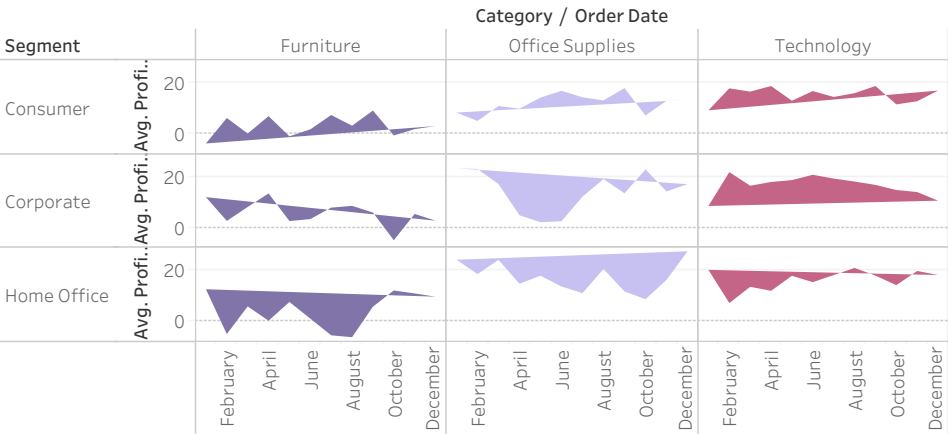 Category / Order Date
Segment Furniture Office Supplies Technology
Consumer Avg. Profi.. 20 0
Corporate Avg. Profi.. 20 0
Home Office Avg. Profi.. 20 0
February April June August October December February April June August October December February April June August October December